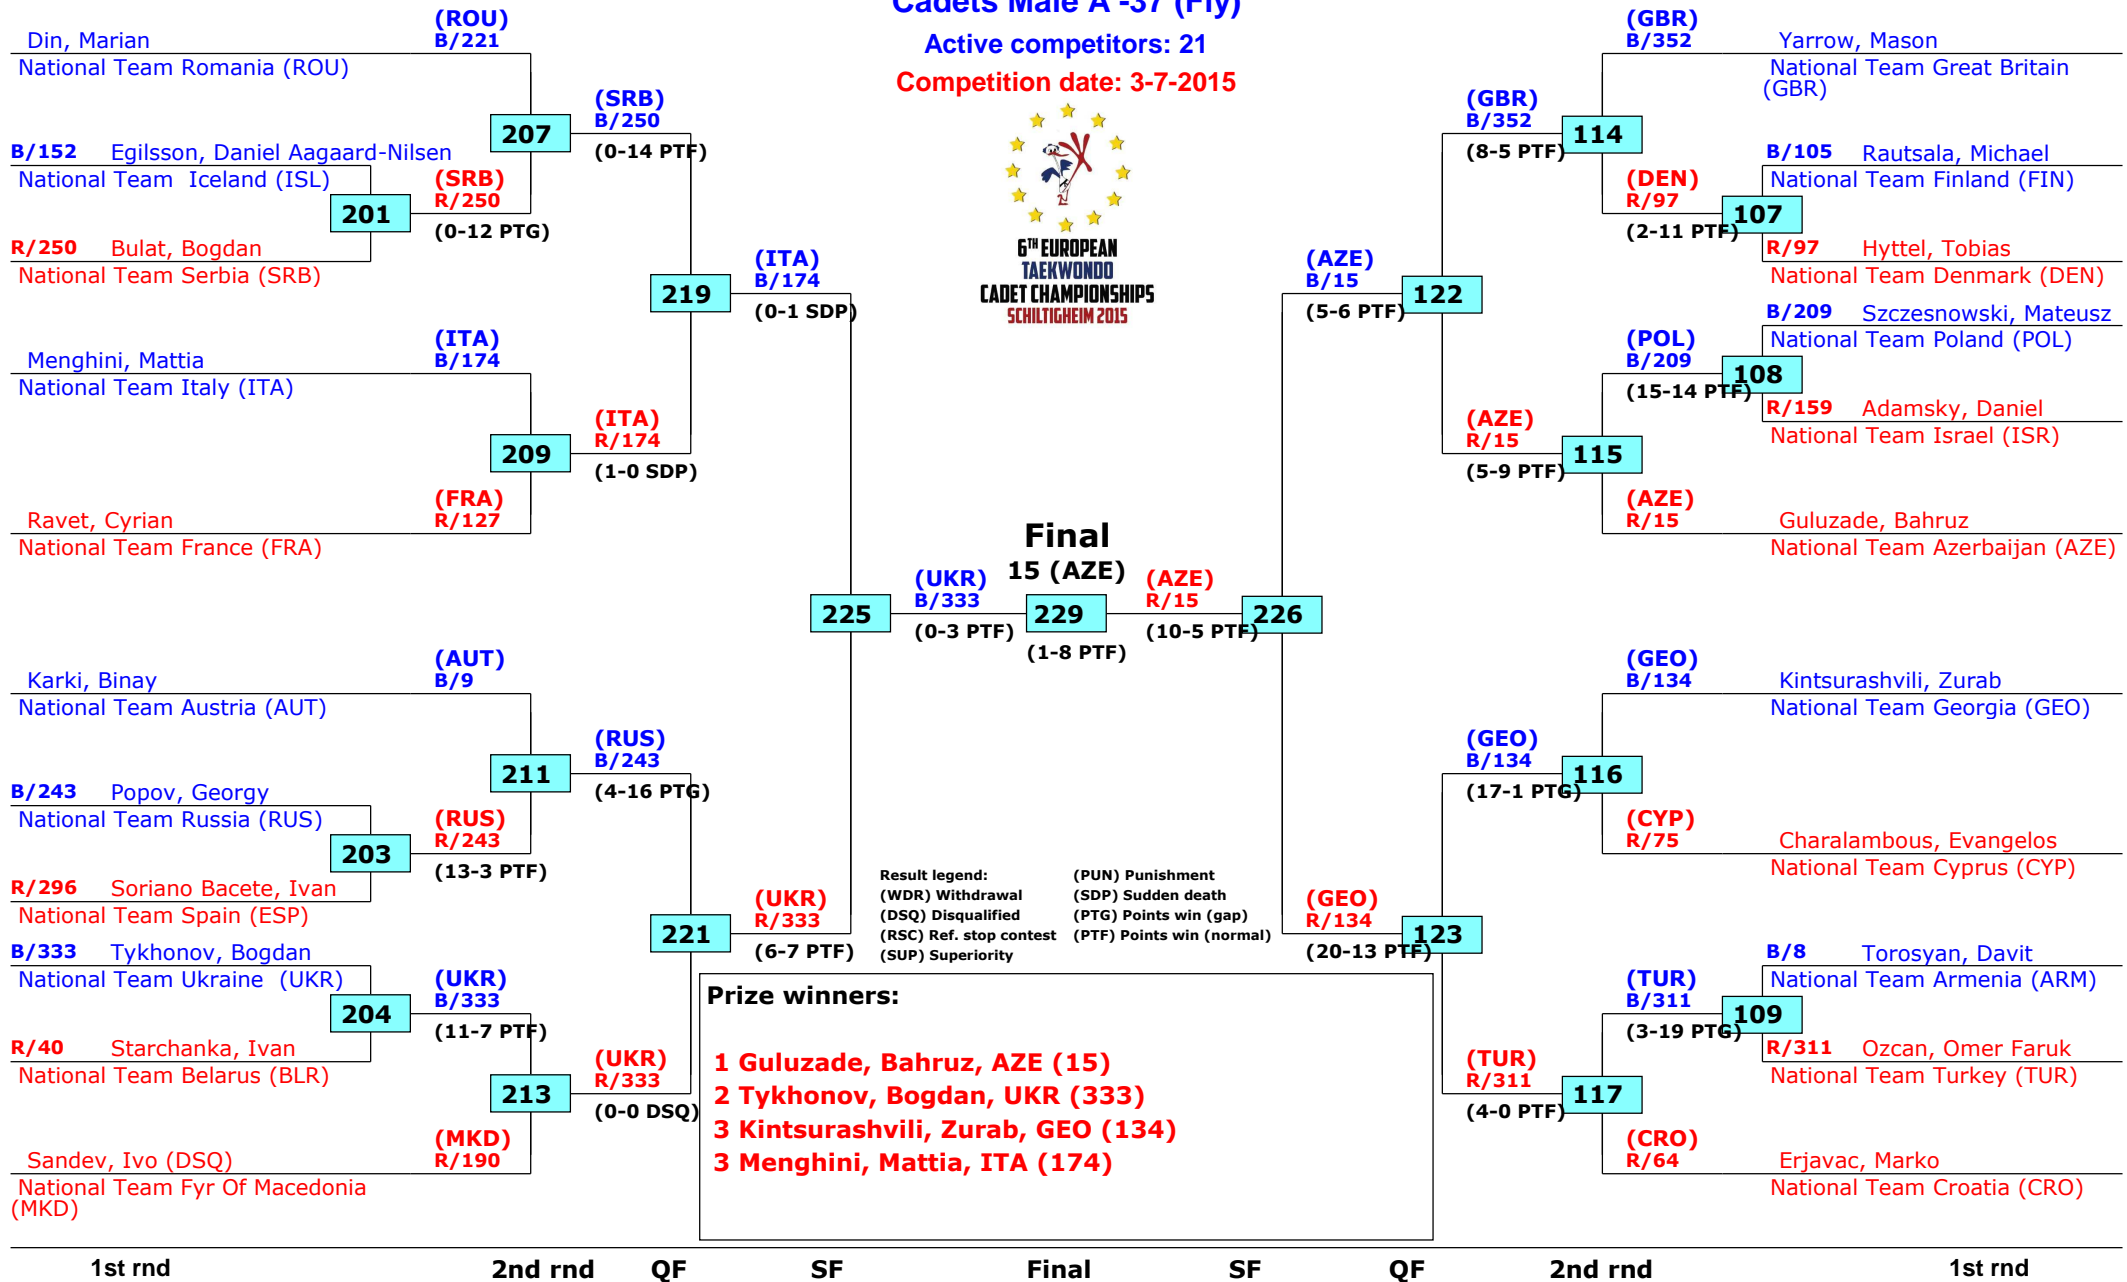 Cadets Male A -37 (Fly)
Active competitors: 21
Competition date: 3-7-2015
6TH EUROPEAN
TAEKWONDO
CADET CHAMPIONSHIPS
SCHILTIGHEIM 2015
Din, Marian
National Team Romania (ROU)
(ROU)
B/221
B/152 Egilsson, Daniel Aagaard-Nilsen
National Team  Iceland (ISL)
R/250 Bulat, Bogdan
National Team Serbia (SRB)
201
(SRB)
R/250
(0-12 PTG)
207
(SRB)
B/250
(0-14 PTF)
Menghini, Mattia
National Team Italy (ITA)
(ITA)
B/174
Ravet, Cyrian
National Team France (FRA)
(FRA)
R/127
209
(ITA)
R/174
(1-0 SDP)
219
(ITA)
B/174
(0-1 SDP)
Karki, Binay
National Team Austria (AUT)
(AUT)
B/9
B/243 Popov, Georgy
National Team Russia (RUS)
R/296 Soriano Bacete, Ivan
National Team Spain (ESP)
203
(RUS)
R/243
(13-3 PTF)
211
(RUS)
B/243
(4-16 PTG)
B/333 Tykhonov, Bogdan
National Team Ukraine  (UKR)
R/40 Starchanka, Ivan
National Team Belarus (BLR)
204
(UKR)
B/333
(11-7 PTF)
Sandev, Ivo (DSQ)
National Team Fyr Of Macedonia
(MKD)
(MKD)
R/190
213
(UKR)
R/333
(0-0 DSQ)
221
(UKR)
R/333
(6-7 PTF)
225
(UKR)
B/333
(0-3 PTF)
Final
15 (AZE)
229
(1-8 PTF)
(AZE)
R/15
(10-5 PTF)
226
(AZE)
B/15
(5-6 PTF)
122
(GBR)
B/352
(8-5 PTF)
114
(GBR)
B/352
Yarrow, Mason
National Team Great Britain
(GBR)
(DEN)
R/97
(2-11 PTF)
107
B/105 Rautsala, Michael
National Team Finland (FIN)
R/97 Hyttel, Tobias
National Team Denmark (DEN)
(AZE)
R/15
(5-9 PTF)
115
(POL)
B/209
(15-14 PTF)
108
B/209 Szczesnowski, Mateusz
National Team Poland (POL)
R/159 Adamsky, Daniel
National Team Israel (ISR)
(AZE)
R/15
Guluzade, Bahruz
National Team Azerbaijan (AZE)
(GEO)
R/134
(20-13 PTF)
123
(GEO)
B/134
(17-1 PTG)
116
(GEO)
B/134
Kintsurashvili, Zurab
National Team Georgia (GEO)
(CYP)
R/75
Charalambous, Evangelos
National Team Cyprus (CYP)
(TUR)
R/311
(4-0 PTF)
117
(TUR)
B/311
(3-19 PTG)
109
B/8 Torosyan, Davit
National Team Armenia (ARM)
R/311 Ozcan, Omer Faruk
National Team Turkey (TUR)
(CRO)
R/64
Erjavac, Marko
National Team Croatia (CRO)
Result legend: (PUN) Punishment
(WDR) Withdrawal (SDP) Sudden death
(DSQ) Disqualified (PTG) Points win (gap)
(RSC) Ref. stop contest (PTF) Points win (normal)
(SUP) Superiority
Prize winners:
1 Guluzade, Bahruz, AZE (15)
2 Tykhonov, Bogdan, UKR (333)
3 Kintsurashvili, Zurab, GEO (134)
3 Menghini, Mattia, ITA (174)
1st rnd 2nd rnd QF SF Final SF QF 2nd rnd 1st rnd